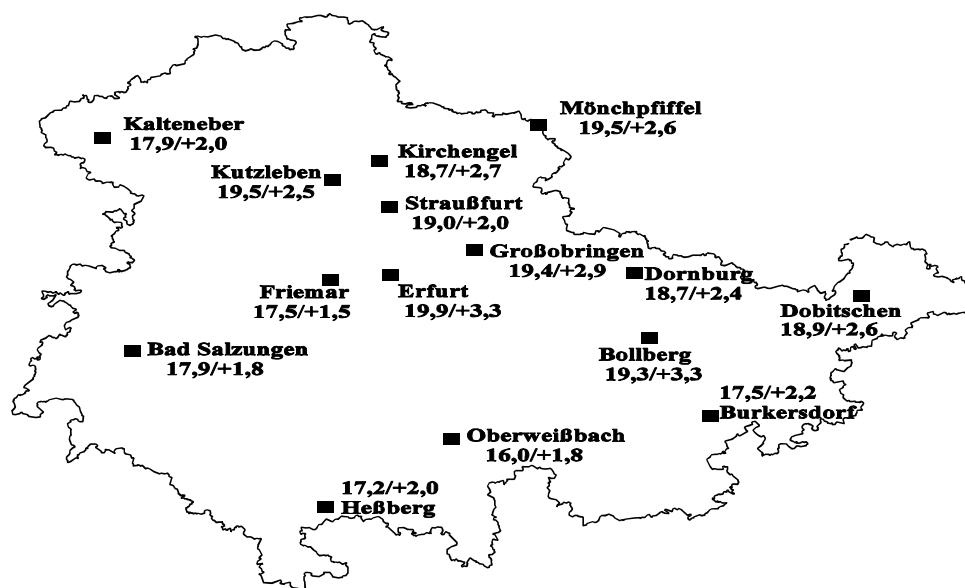 Mönchpfiffel
19,5/+2,6
Kalteneber
17,9/+2,0
Kirchengel
18,7/+2,7
Kutzleben
19,5/+2,5
Straußfurt
19,0/+2,0
Großobringen
19,4/+2,9
Dornburg
18,7/+2,4
Friemar
17,5/+1,5
Erfurt
19,9/+3,3
Dobitschen
18,9/+2,6
Bad Salzungen
17,9/+1,8
Bollberg
19,3/+3,3
17,5/+2,2
Burkersdorf
Oberweißbach
16,0/+1,8
17,2/+2,0
Heßberg